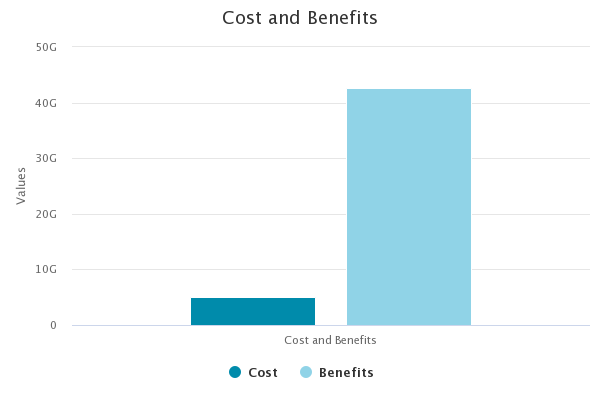 Cost and Benefits
50G
40G
30G
20G
10G
0
Values
Cost and Benefits
Cost
Benefits